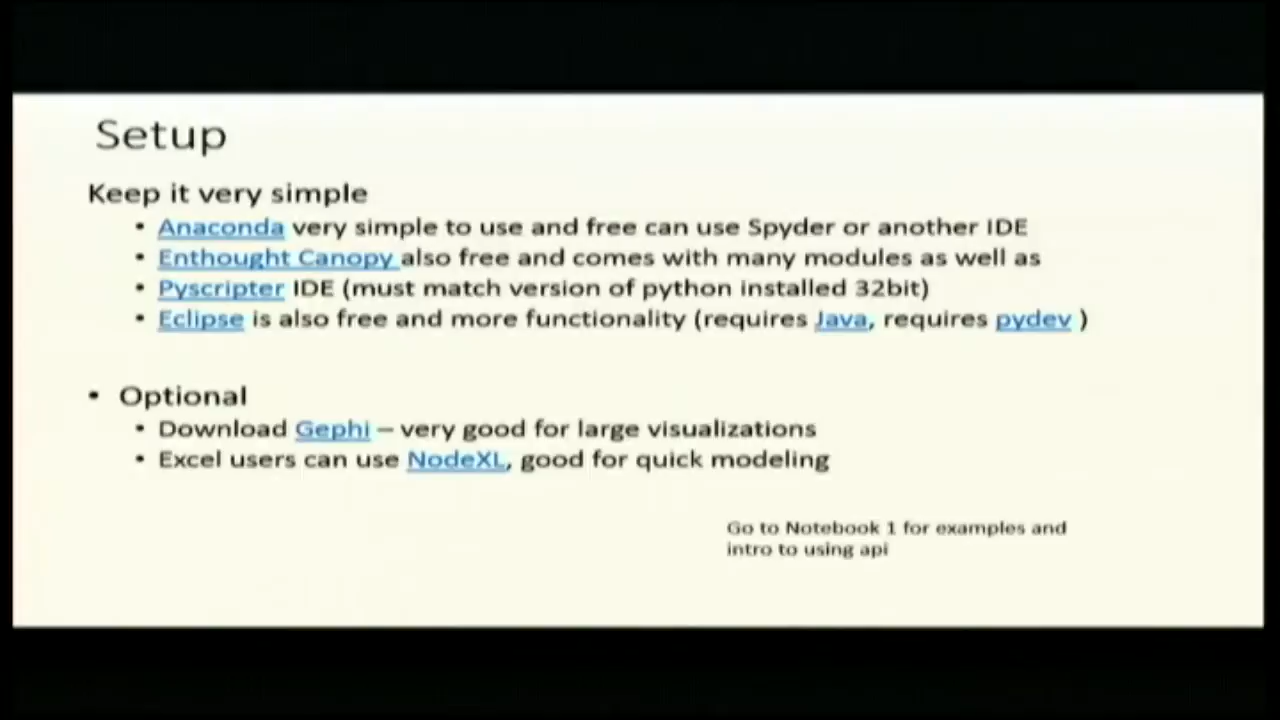 Setup
Keep it very simple
• Anaconda very simple to use and free can use Spyder or another IDE
• Enthought Canopy also free and comes with many modules as well as
• Pyscripter IDE (must match version of python installed 32bit)
• Eclipse is also free and more functionality (requires Java, requires pydev )
• Optional
• Download Gephi – very good for large visualizations
• Excel users can use NodeXL, good for quick modeling
Go to Notebook 1 for examples and
intro to using api